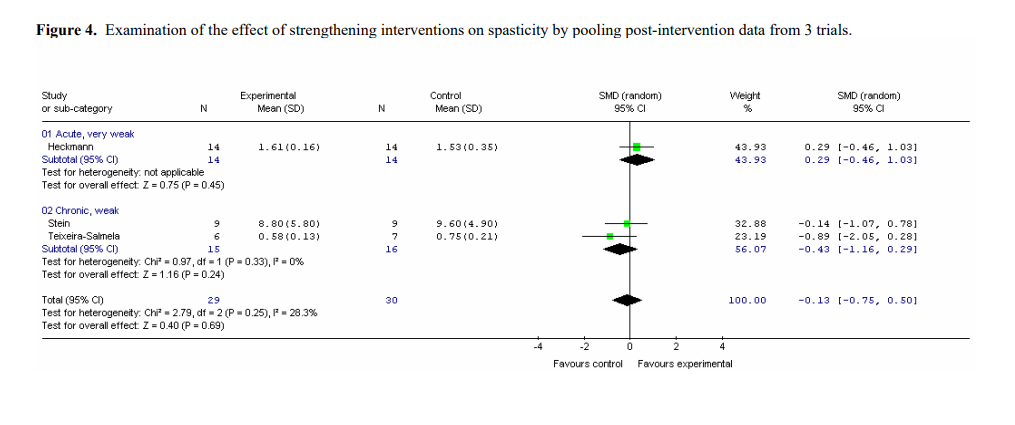 Figure 4. Examination of the effect of strengthening interventions on spasticity by pooling post-intervention data from 3 trials.
Study Experimental Control SMD (random) Weight SMD (random)
or sub-category N Mean (SD) N Mean (SD) 95% CI % 95% CI
01 Acute, very weak
Heckmann 14 1.61(0.16) 14 1.53(0.35) 43.93 0.29 [-0.46, 1.03]
Subtotal (95% CI) 14 14 43.93 0.29 [-0.46, 1.03]
Test for heterogeneity: not applicable
Test for overall effect: Z = 0.75 (P = 0.45)
02 Chronic, weak
Stein 9 8.80(5.80) 9 9.60(4.90) 32.88 -0.14 [-1.07, 0.78]
Teixeira-Salmela 6 0.58(0.13) 7 0.75(0.21) 23.19 -0.89 [-2.05, 0.28]
Subtotal (95% CI) 15 16 56.07 -0.43 [-1.16, 0.29]
Test for heterogeneity: Chi² = 0.97, df = 1 (P = 0.33), I² = 0%
Test for overall effect: Z = 1.16 (P = 0.24)
Total (95% CI) 29 30 100.00 -0.13 [-0.75, 0.50]
Test for heterogeneity: Chi² = 2.79, df = 2 (P = 0.25), I² = 28.3%
Test for overall effect: Z = 0.40 (P = 0.69)
-4 -2 0 2 4
Favours control Favours experimental